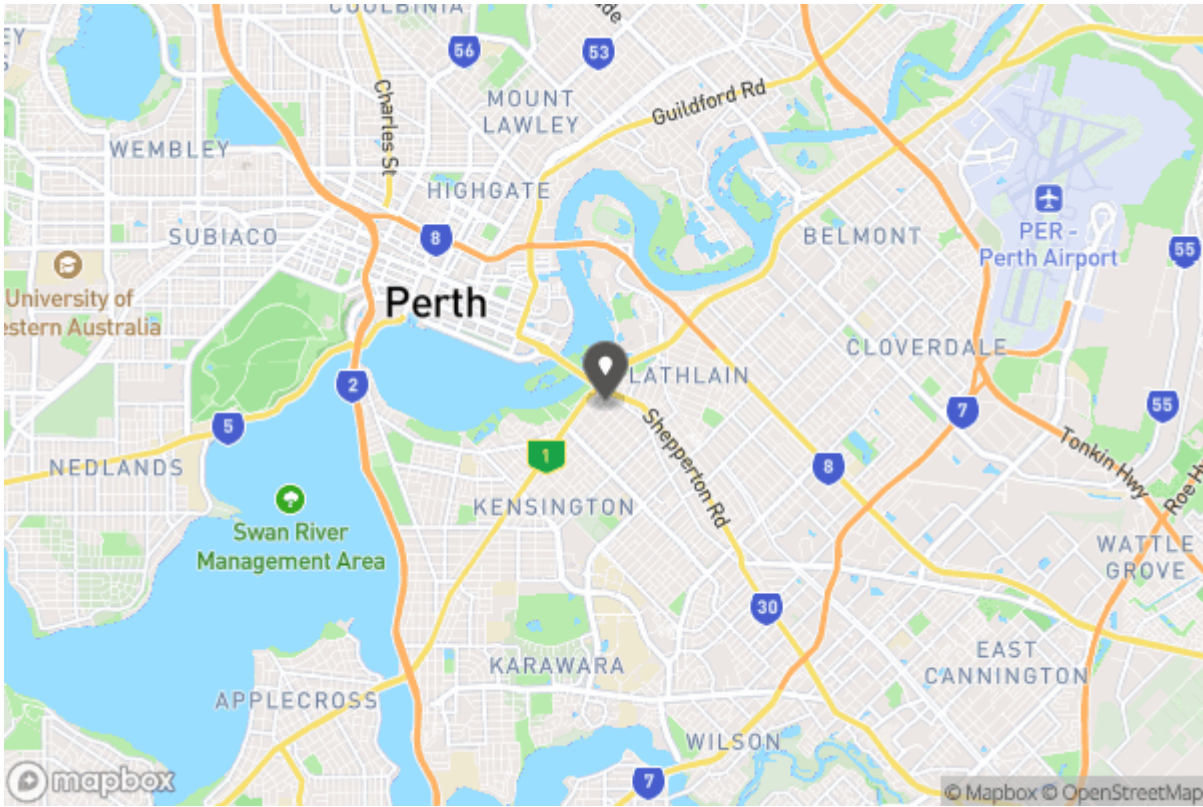 COOLBINIA
56
53
MOUNT
LAWLEY
Guildford Rd
Charles St
WEMBLEY
HIGHGATE
8
SUBIACO
BELMONT
PER -
Perth Airport
55
University of
estern Australia
Perth
CLOVERDALE
LATHLAIN
2
7
55
5
Shepperton Rd
Tonkin Hwy
1
8
NEDLANDS
KENSINGTON
Roe H
Swan River
Management Area
WATTLE
GROVE
30
EAST
CANNINGTON
KARAWARA
APPLECROSS
WILSON
7
mapbox
© Mapbox © OpenStreetMap